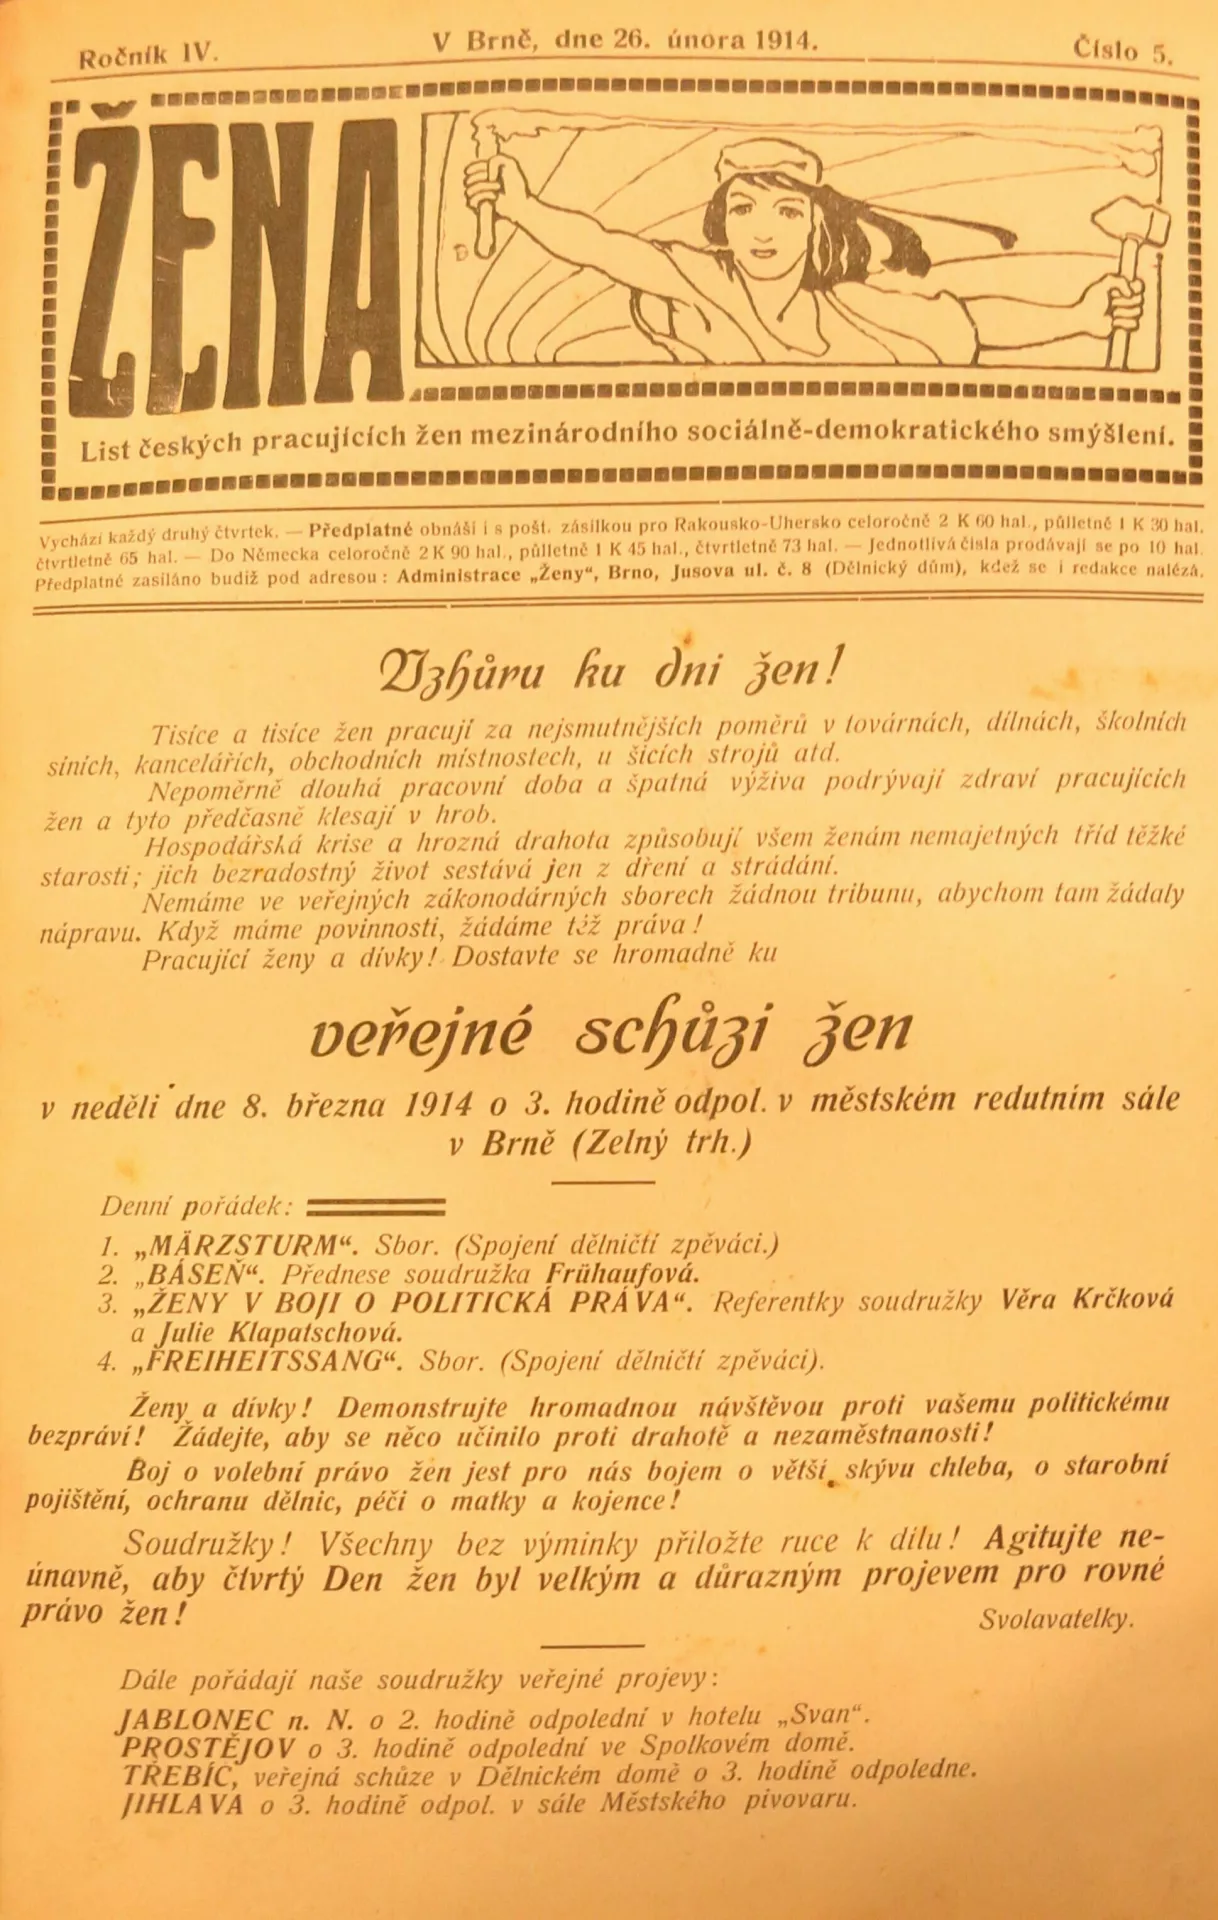 Ročník IV.
V Brně, dne 26. února 1914.
Číslo 5.
ŽENA
List českých pracujících žen mezinárodního sociálně-demokratického smýšlení.
Vychází každý druhý čtvrtek. — Předplatné obnáší i s pošt. zásilkou pro Rakousko-Uhersko celoročně 2 K 60 hal., půlletně 1 K 30 hal.
čtvrtletně 65 hal. — Do Německa celoročně 2 K 90 hal., půlletně 1 K 45 hal., čtvrtletně 73 hal. — Jednotlivá čísla prodávají se po 10 hal.
Předplatné zasíláno budiž pod adresou: Administrace „Ženy“, Brno, Jusova ul. č. 8 (Dělnický dům), kdež se i redakce nalézá.
Vzhůru ku dni žen!
Tisíce a tisíce žen pracují za nejsmutnějších poměrů v továrnách, dílnách, školních
síních, kancelářích, obchodních místnostech, u šicích strojů atd.
Nepoměrně dlouhá pracovní doba a špatná výživa podrývají zdraví pracujících
žen a tyto předčasně klesají v hrob.
Hospodářská krise a hrozná drahota způsobují všem ženám nemajetných tříd těžké
starosti; jich bezradostný život sestává jen z dření a strádání.
Nemáme ve veřejných zákonodárných sborech žádnou tribunu, abychom tam žádaly
nápravu. Když máme povinnosti, žádáme též práva!
Pracující ženy a dívky! Dostavte se hromadně ku
veřejné schůzi žen
v neděli dne 8. března 1914 o 3. hodině odpol. v městském redutním sále
v Brně (Zelný trh.)
Denní pořádek:
1. „MÄRZSTURM“. Sbor. (Spojení dělničtí zpěváci.)
2. „BÁSEŇ“. Přednese soudružka Frühaufová.
3. „ŽENY V BOJI O POLITICKÁ PRÁVA“. Referentky soudružky Věra Krčková
a Julie Klapatschová.
4. „FREIHEITSSANG“. Sbor. (Spojení dělničtí zpěváci).
Ženy a dívky! Demonstrujte hromadnou návštěvou proti vašemu politickému
bezpráví! Žádejte, aby se něco učinilo proti drahotě a nezaměstnanosti!
Boj o volební právo žen jest pro nás bojem o větší skývu chleba, o starobní
pojištění, ochranu dělnic, péči o matky a kojence!
Soudružky! Všechny bez výminky přiložte ruce k dílu! Agitujte ne-
únavně, aby čtvrtý Den žen byl velkým a důrazným projevem pro rovné
právo žen!
Svolavatelky.
Dále pořádají naše soudružky veřejné projevy:
JABLONEC n. N. o 2. hodině odpolední v hotelu „Svan“.
PROSTĚJOV o 3. hodině odpolední ve Spolkovém domě.
TŘEBÍC, veřejná schůze v Dělnickém domě o 3. hodině odpoledne.
JIHLAVA o 3. hodině odpol. v sále Městského pivovaru.